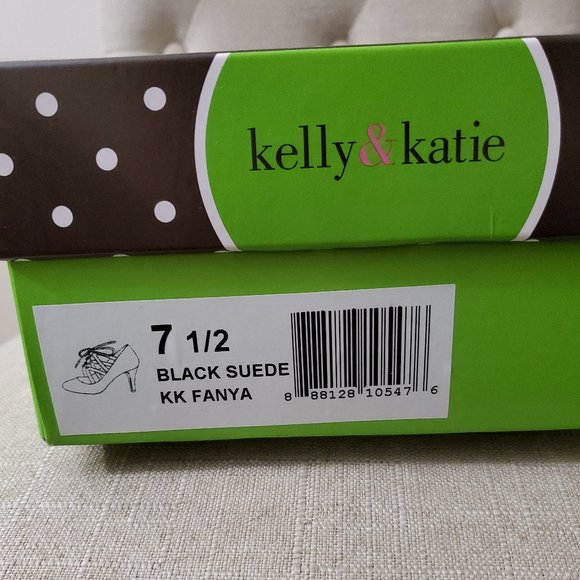 kelly&katie
7 1/2
BLACK SUEDE
KK FANYA
8 88128 10547 6